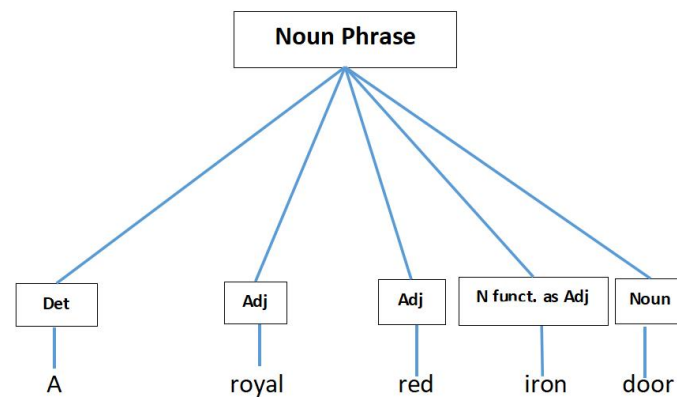 Noun Phrase
Det Adj Adj N funct. as Adj Noun
A royal red iron door